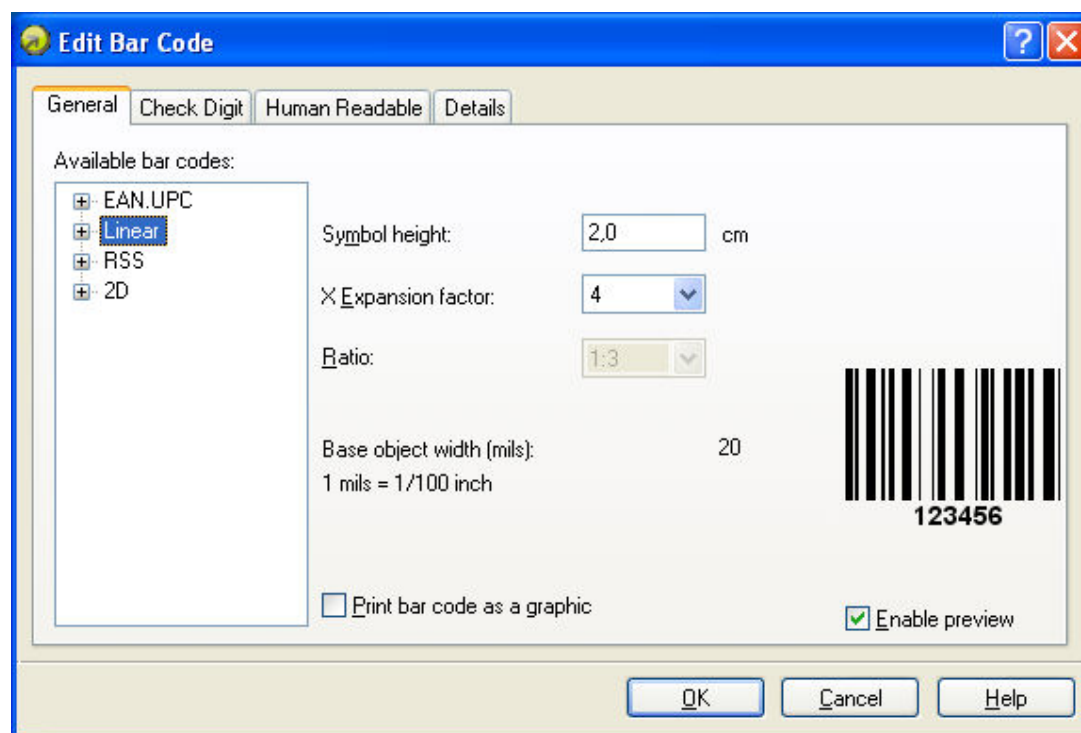 Edit Bar Code
General Check Digit Human Readable Details
Available bar codes:
EAN.UPC
Linear
RSS
2D
Symbol height: 2,0 cm
X Expansion factor: 4
Ratio: 1:3
Base object width (mils): 20
1 mils = 1/100 inch
123456
Print bar code as a graphic
Enable preview
OK Cancel Help